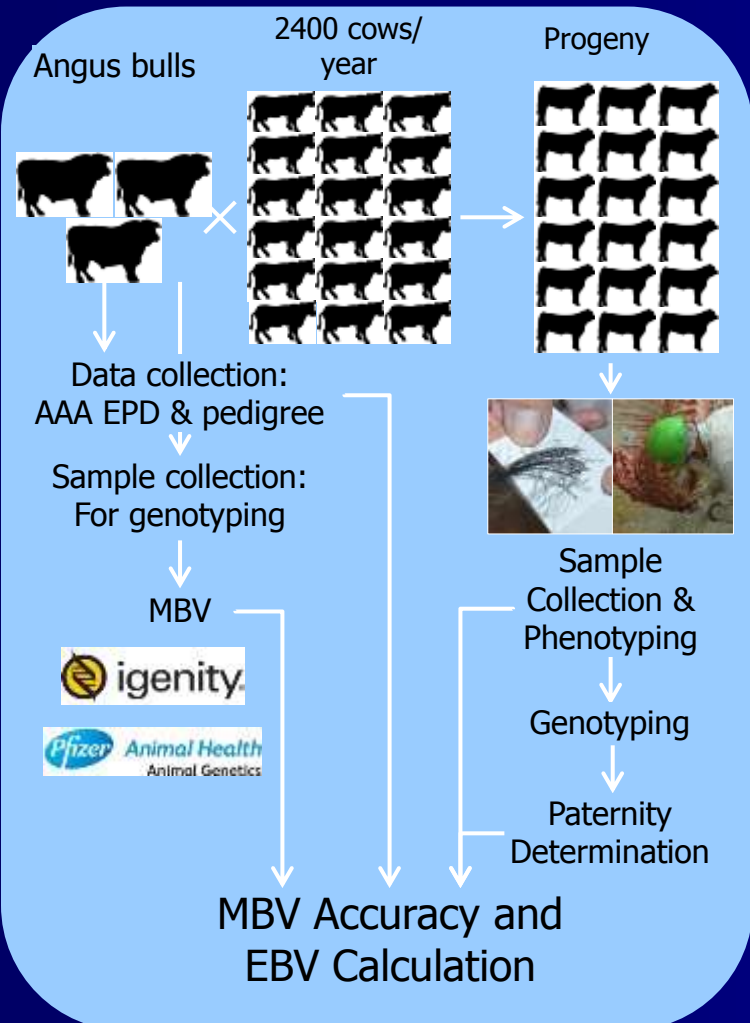 Angus bulls
2400 cows/
year
Progeny
Data collection:
AAA EPD & pedigree
Sample collection:
For genotyping
MBV
igenity
Pfizer Animal Health
Animal Genetics
Sample
Collection &
Phenotyping
Genotyping
Paternity
Determination
MBV Accuracy and
EBV Calculation